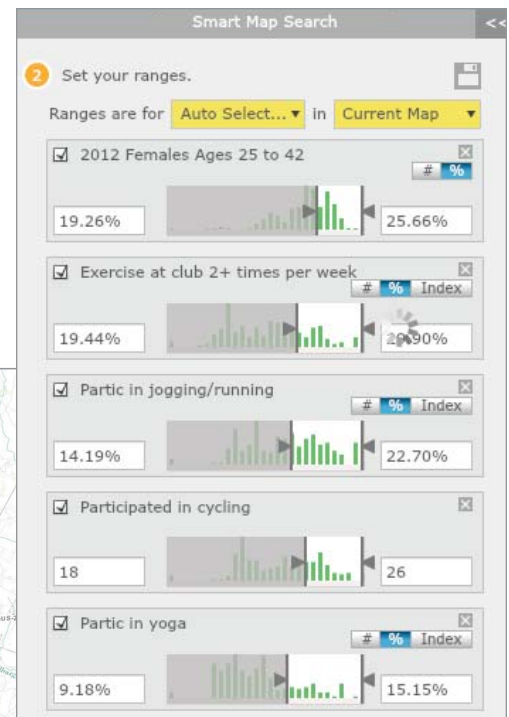 Smart Map Search <<
2 Set your ranges.
Ranges are for Auto Select... in Current Map
2012 Females Ages 25 to 42
# %
19.26% 25.66%
Exercise at club 2+ times per week
# % Index
19.44%
Partic in jogging/running
# % Index
14.19% 22.70%
Participated in cycling
18 26
Partic in yoga
# % Index
9.18% 15.15%